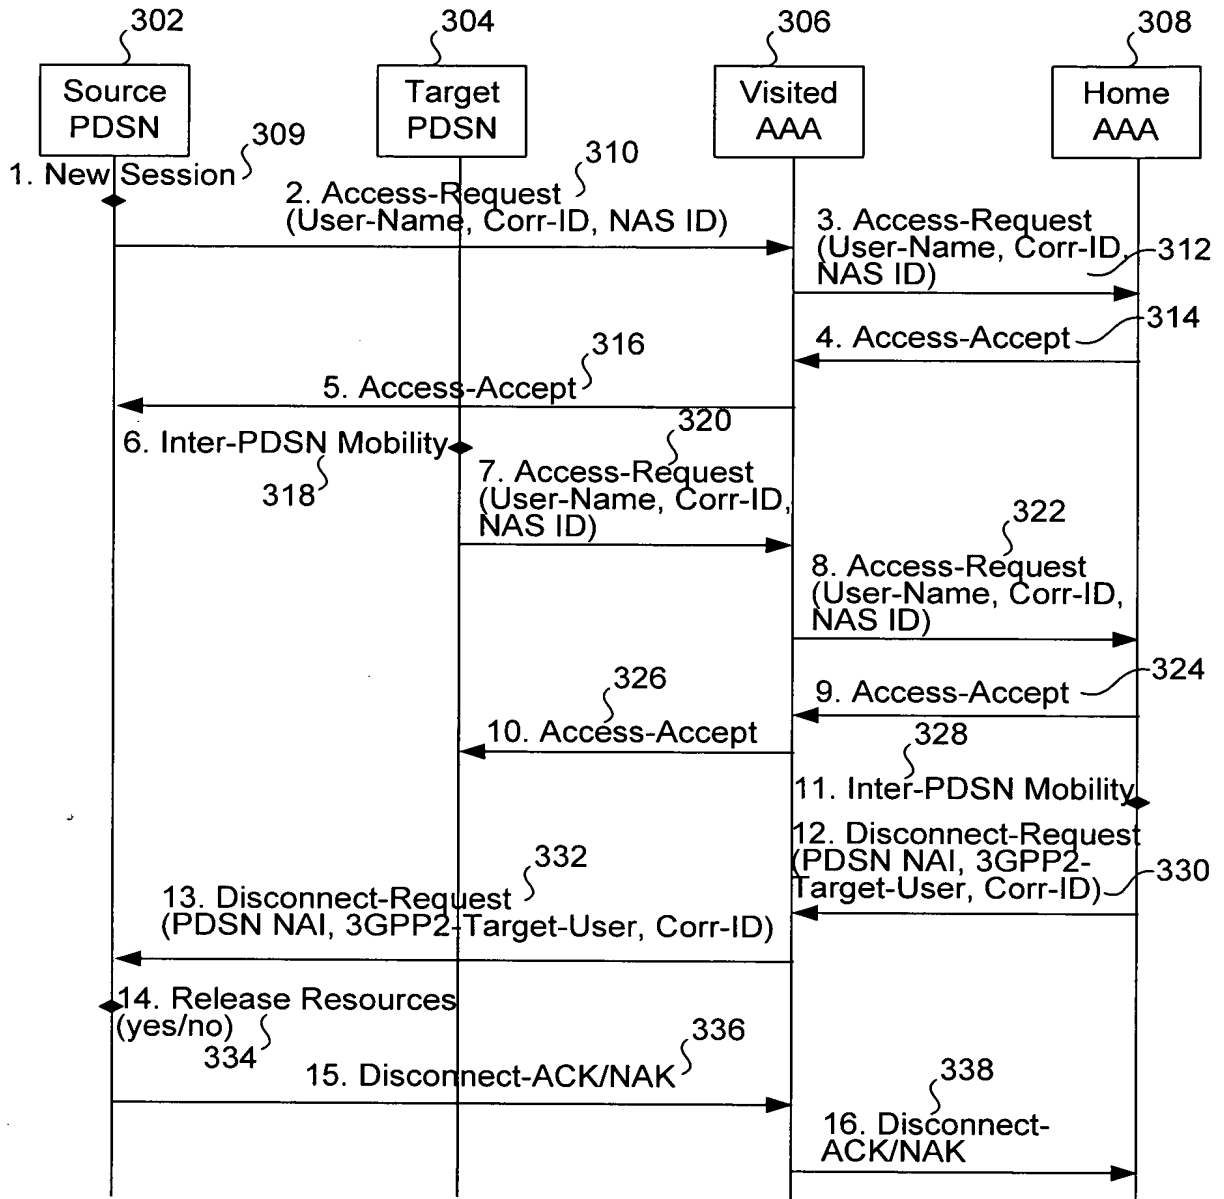 302
304
306
308
Source
PDSN
Target
PDSN
Visited
AAA
Home
AAA
309
1. New Session
310
2. Access-Request
(User-Name, Corr-ID, NAS ID)
3. Access-Request
(User-Name, Corr-ID,
NAS ID)
312
314
4. Access-Accept
316
5. Access-Accept
6. Inter-PDSN Mobility
318
320
7. Access-Request
(User-Name, Corr-ID,
NAS ID)
322
8. Access-Request
(User-Name, Corr-ID,
NAS ID)
324
9. Access-Accept
326
10. Access-Accept
328
11. Inter-PDSN Mobility
12. Disconnect-Request
(PDSN NAI, 3GPP2-
Target-User, Corr-ID)
330
332
13. Disconnect-Request
(PDSN NAI, 3GPP2-Target-User, Corr-ID)
14. Release Resources
(yes/no)
334
336
15. Disconnect-ACK/NAK
338
16. Disconnect-
ACK/NAK